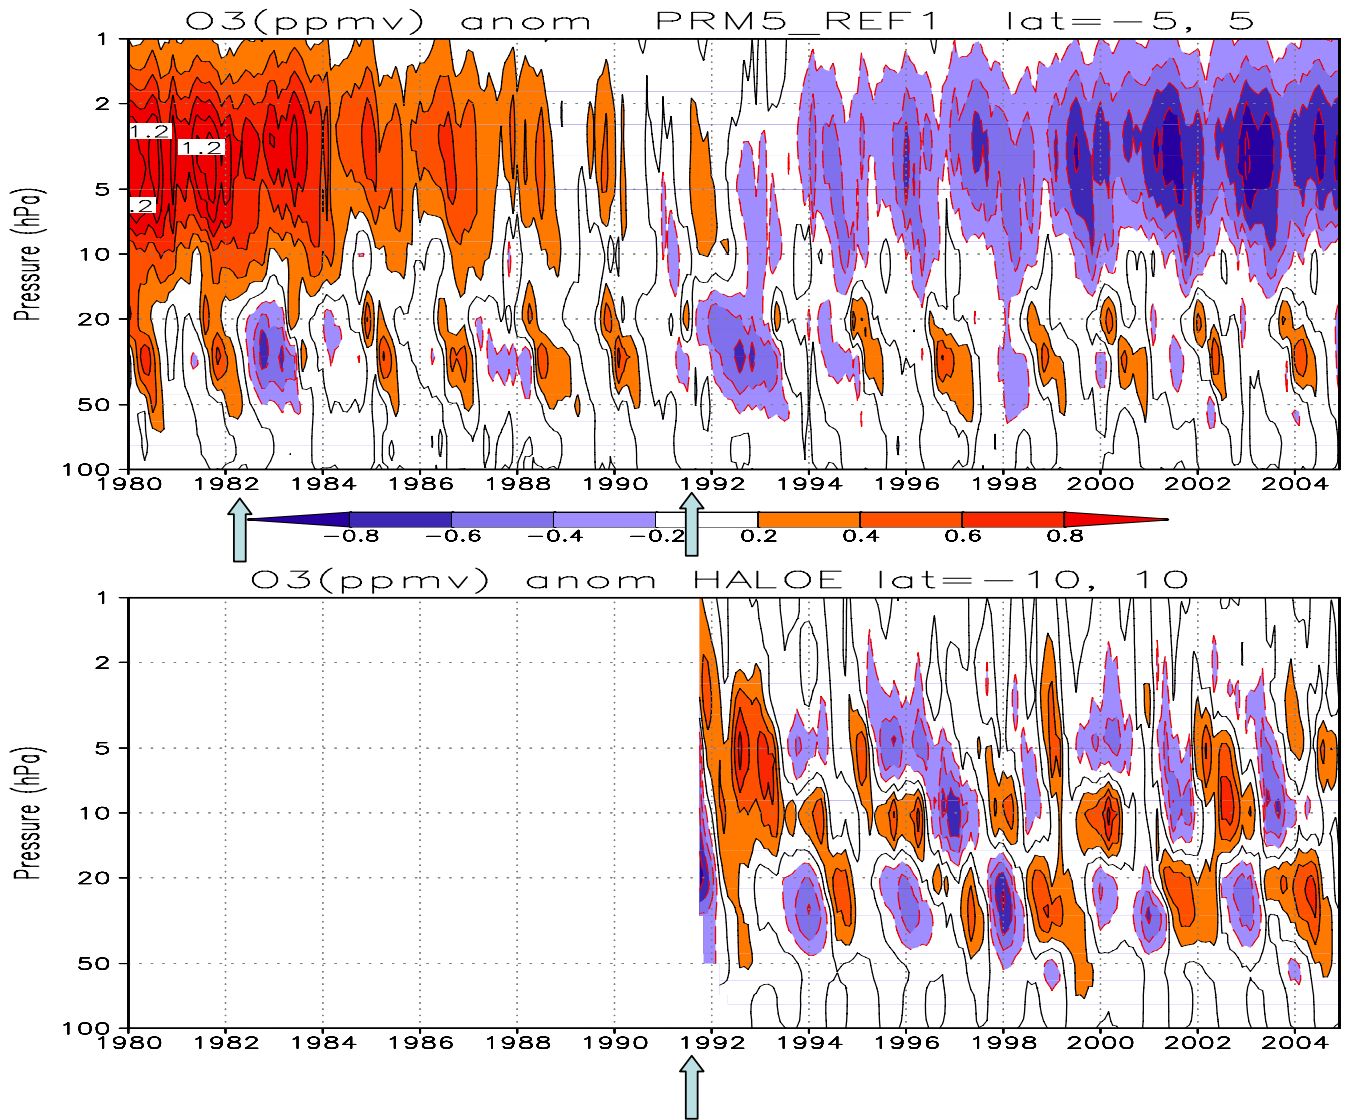 O3(ppmv) anom PRM5_REF1 lat=-5, 5
1
2
5
10
20
50
100
Pressure (hPa)
1.2
1.2
.2
1980 1982 1984 1986 1988 1990 1992 1994 1996 1998 2000 2002 2004
-0.8 -0.6 -0.4 -0.2 0.2 0.4 0.6 0.8
O3(ppmv) anom HALOE lat=-10, 10
1
2
5
10
20
50
100
Pressure (hPa)
1980 1982 1984 1986 1988 1990 1992 1994 1996 1998 2000 2002 2004